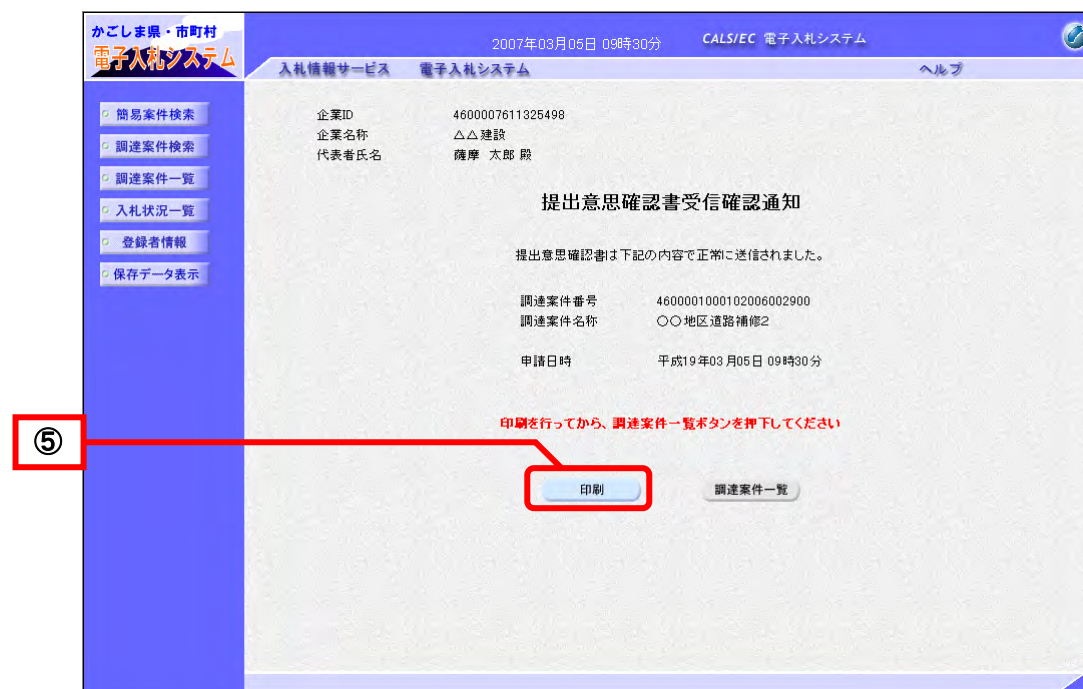 かごしま県・市町村
電子入札システム
2007年03月05日 09時30分
CALS/EC 電子入札システム
入札情報サービス
電子入札システム
ヘルプ
簡易案件検索
調達案件検索
調達案件一覧
入札状況一覧
登録者情報
保存データ表示
企業ID 4600007611325498
企業名称 △△建設
代表者氏名 薩摩 太郎 殿
提出意思確認書受信確認通知
提出意思確認書は下記の内容で正常に送信されました。
調達案件番号 4600001000102006002900
調達案件名称 〇〇地区道路補修2
申請日時 平成19年03月05日 09時30分
印刷を行ってから、調達案件一覧ボタンを押下してください
⑤
印刷
調達案件一覧